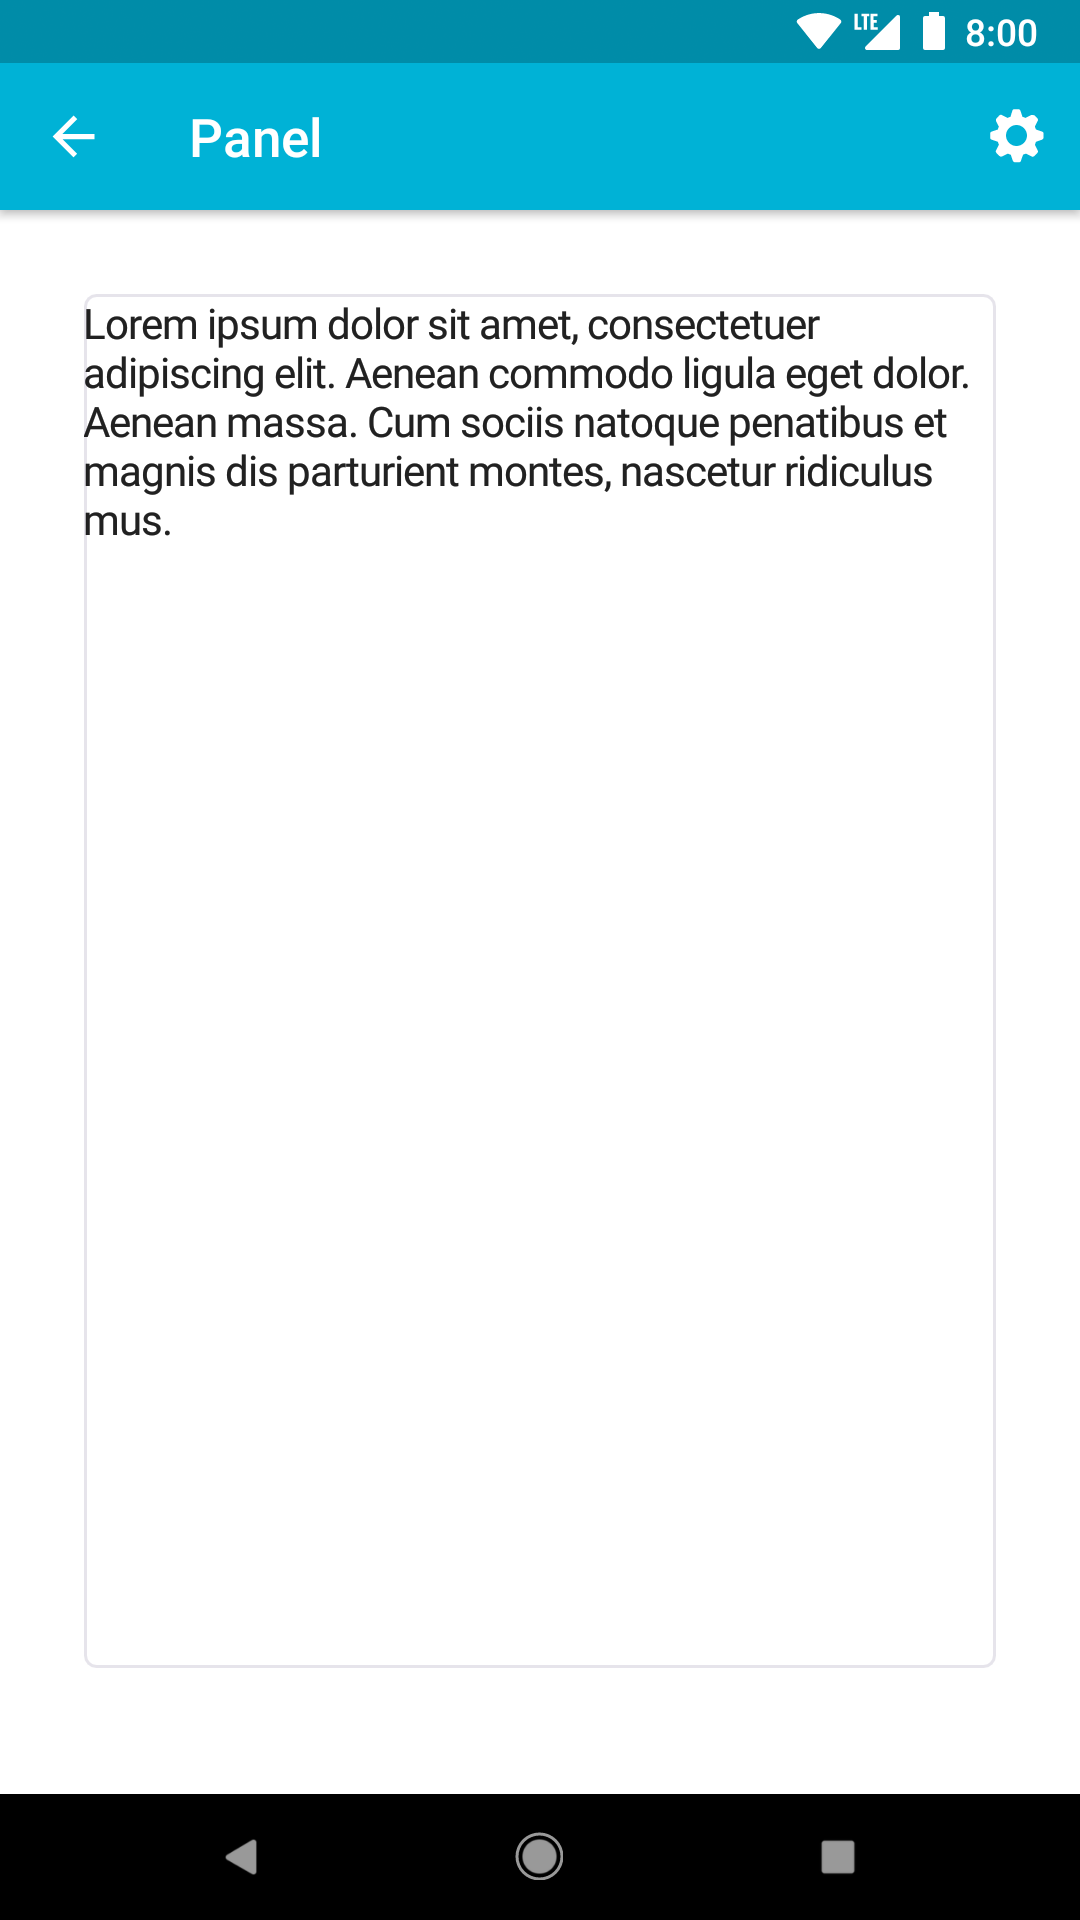 LTE 8:00
Panel
Lorem ipsum dolor sit amet, consectetuer
adipiscing elit. Aenean commodo ligula eget dolor.
Aenean massa. Cum sociis natoque penatibus et
magnis dis parturient montes, nascetur ridiculus
mus.